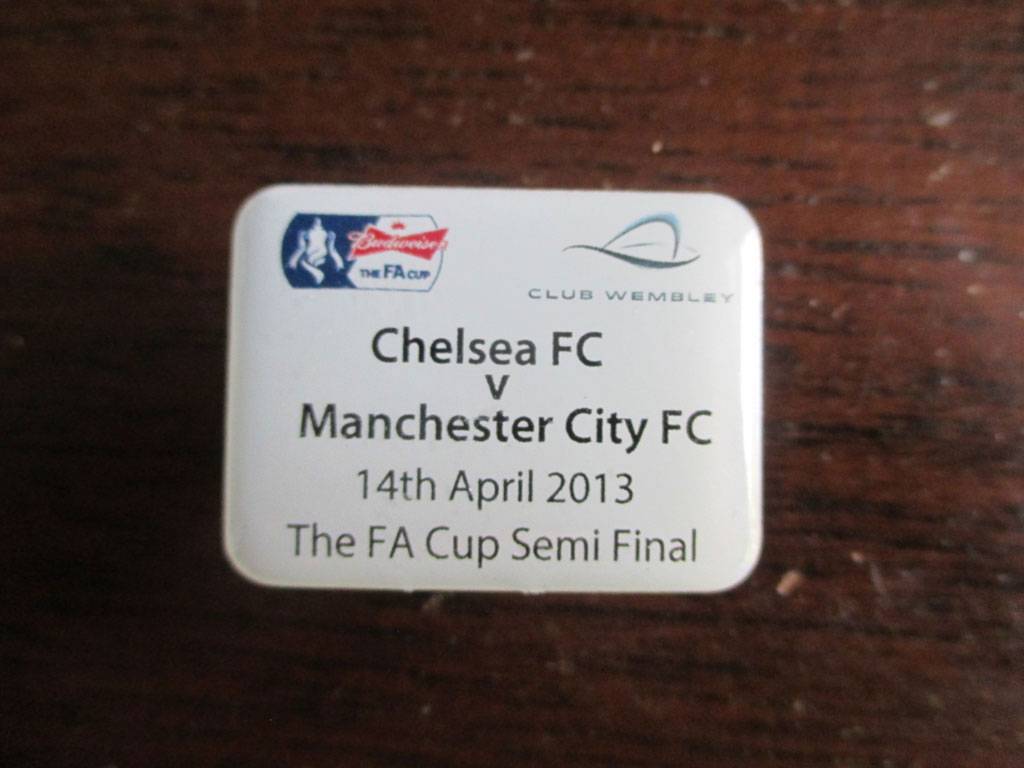 Budweiser
THE FA CUP
CLUB WEMBLEY
Chelsea FC
v
Manchester City FC
14th April 2013
The FA Cup Semi Final